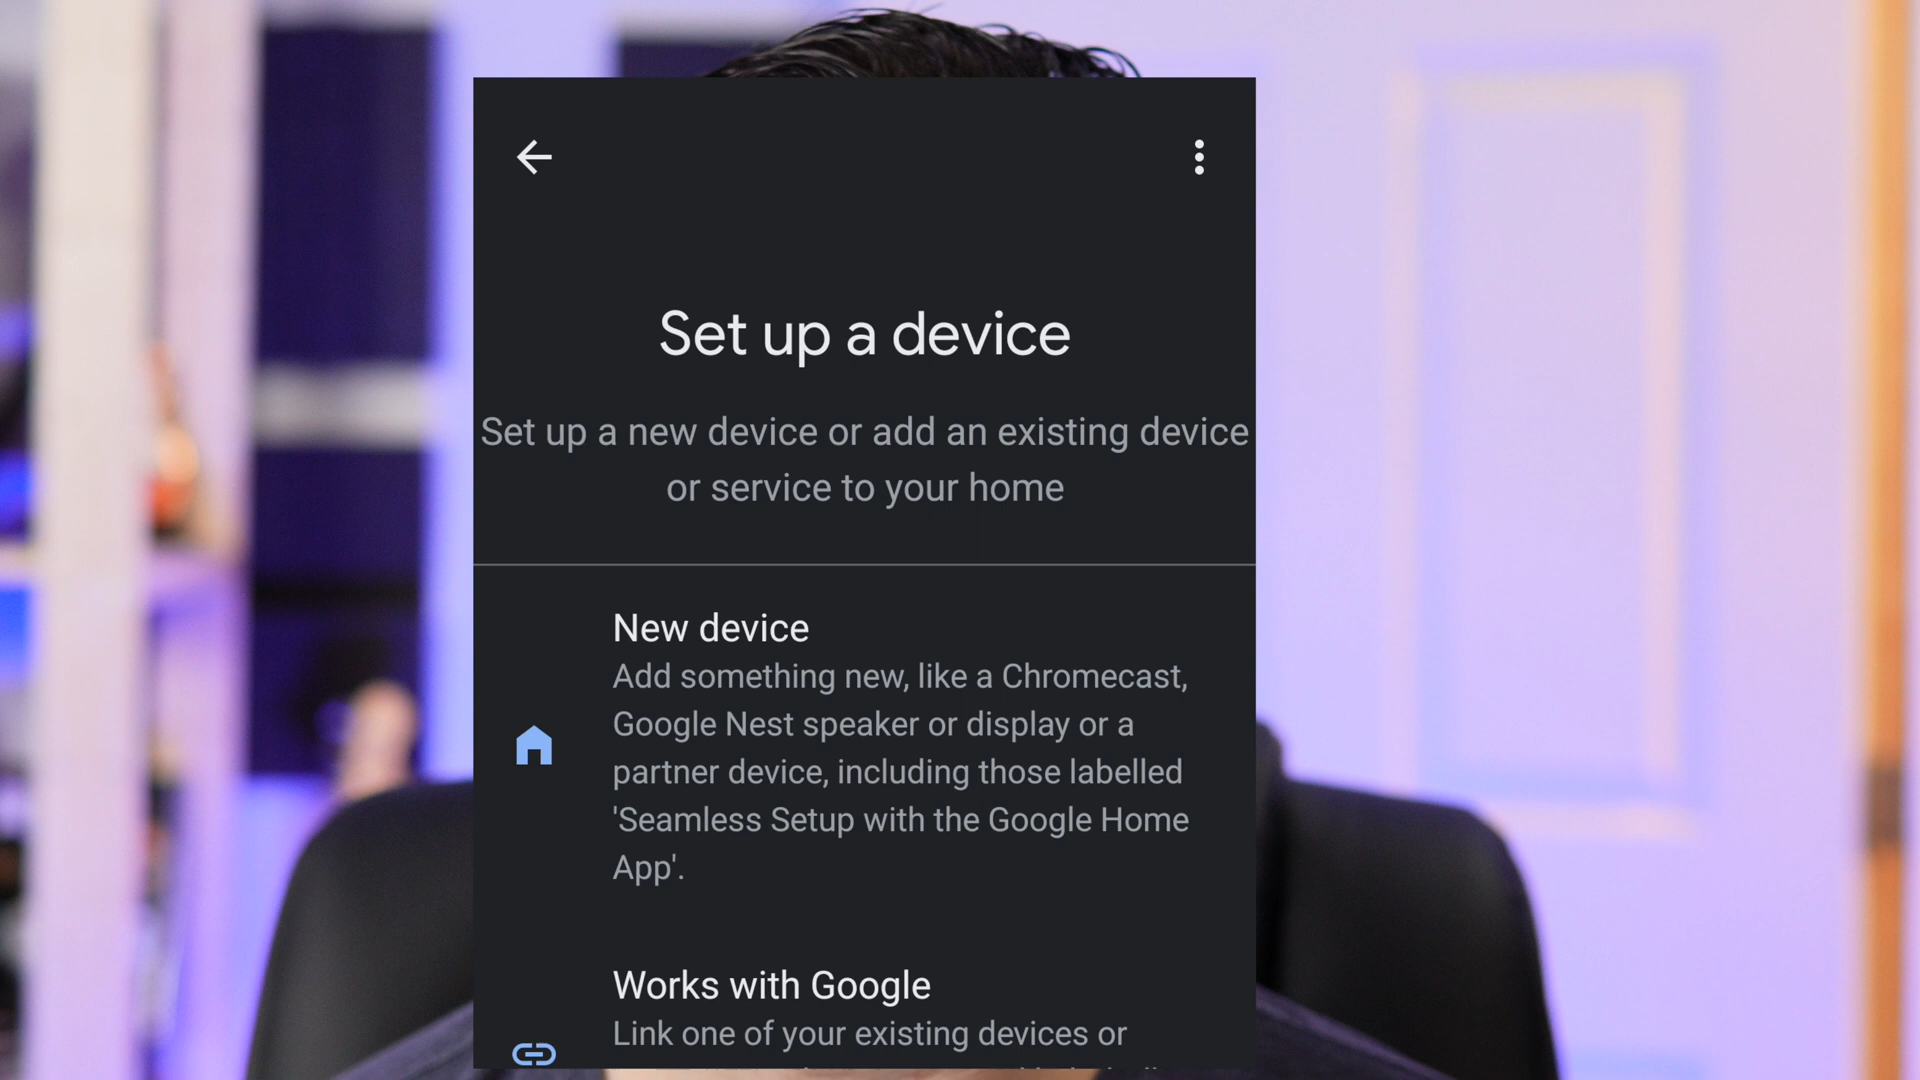 Set up a device
Set up a new device or add an existing device
or service to your home
New device
Add something new, like a Chromecast,
Google Nest speaker or display or a
partner device, including those labelled
'Seamless Setup with the Google Home
App'.
Works with Google
Link one of your existing devices or